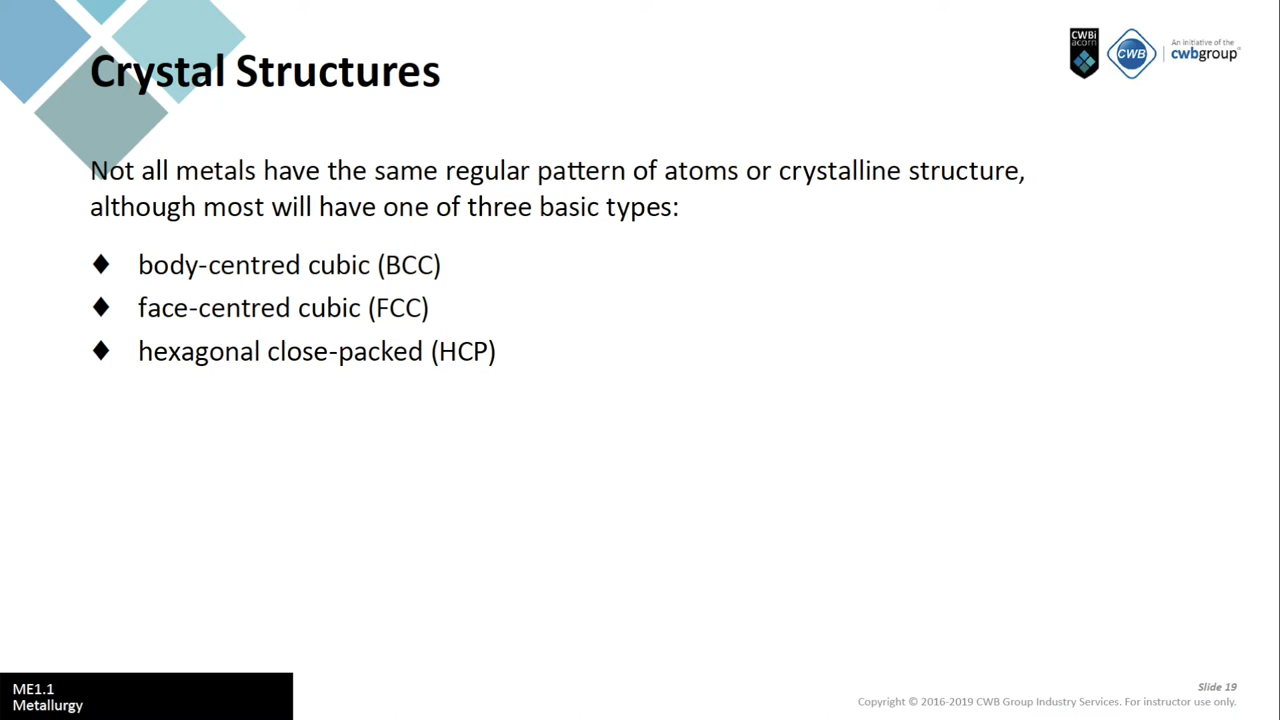 Crystal Structures
CWBi
acorn
CWB
An initiative of the
cwbgroup
Not all metals have the same regular pattern of atoms or crystalline structure,
although most will have one of three basic types:
♦ body-centred cubic (BCC)
♦ face-centred cubic (FCC)
♦ hexagonal close-packed (HCP)
ME1.1
Metallurgy
Slide 19
Copyright © 2016-2019 CWB Group Industry Services. For instructor use only.